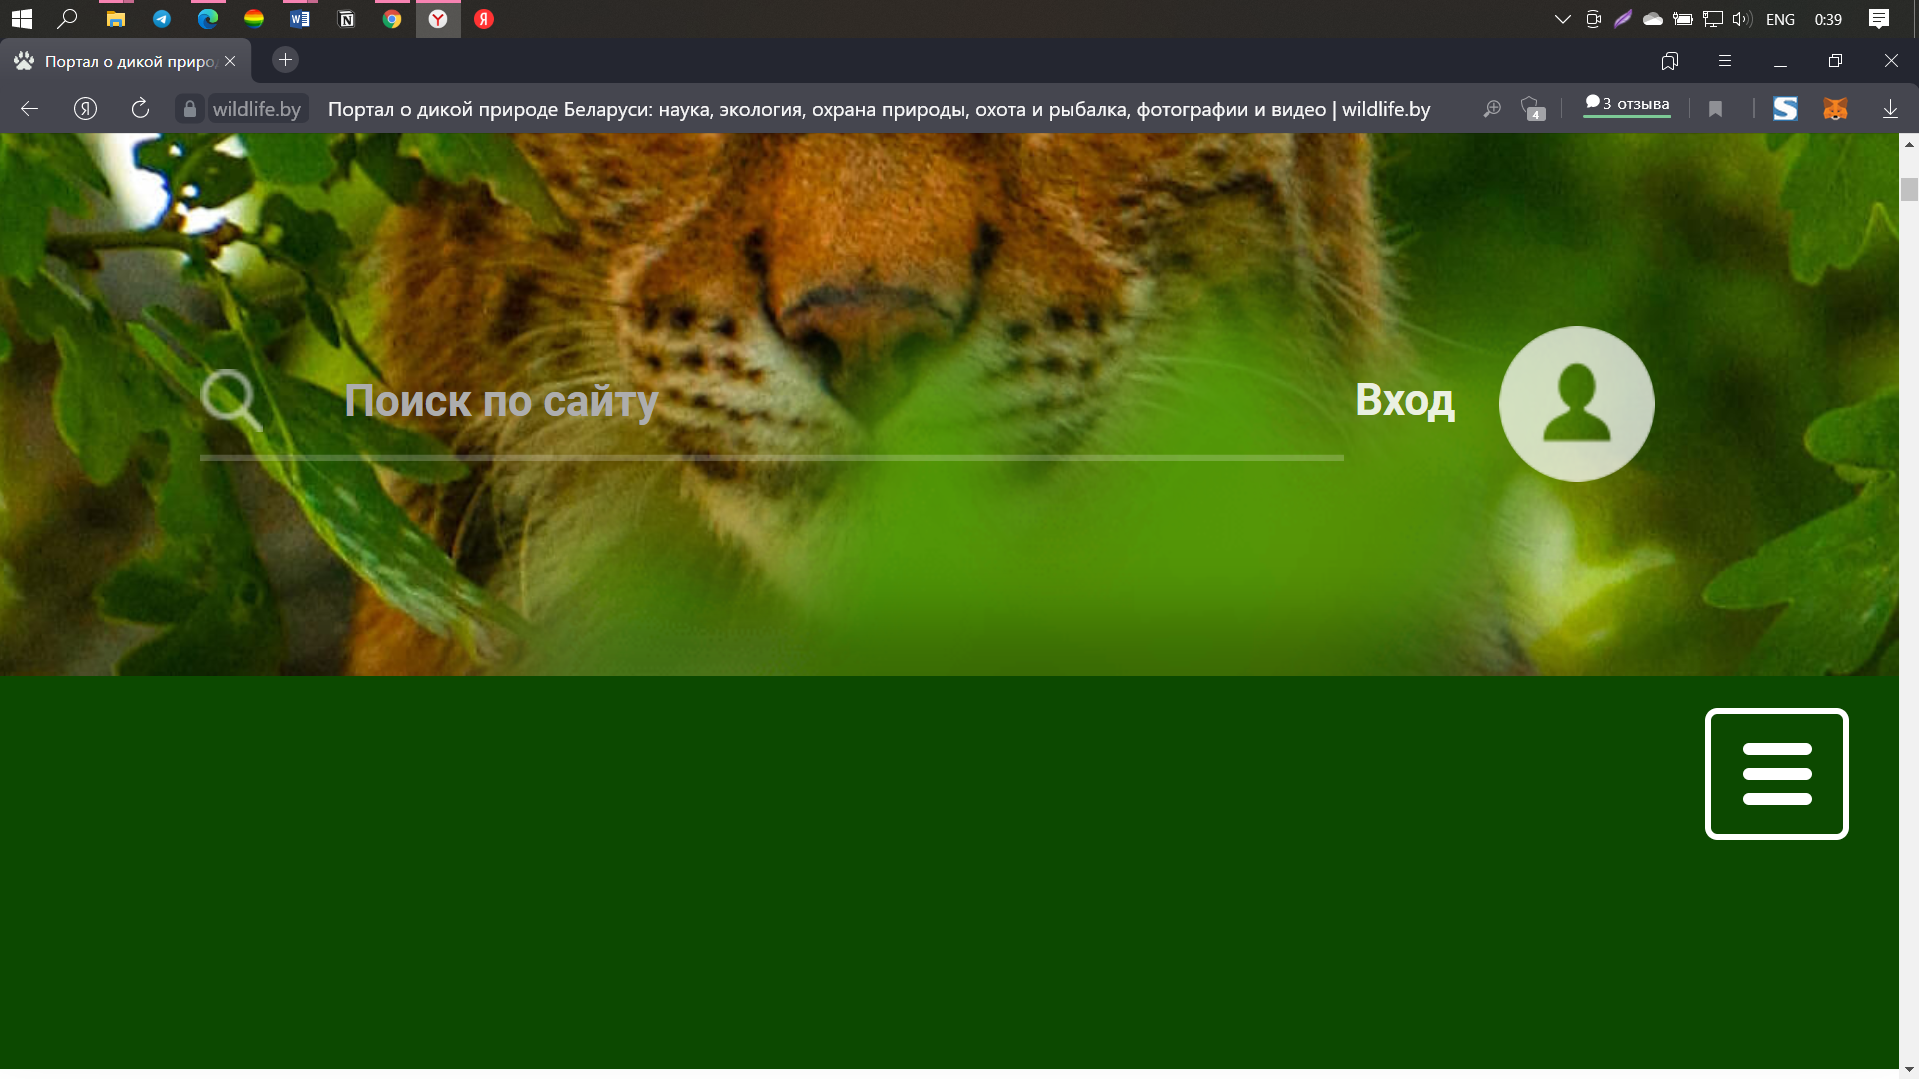 ENG
0:39
Портал о дикой приро
wildlife.by
Портал о дикой природе Беларуси: наука, экология, охрана природы, охота и рыбалка, фотографии и видео | wildlife.by
4
3 отзыва
Поиск по сайту
Вход